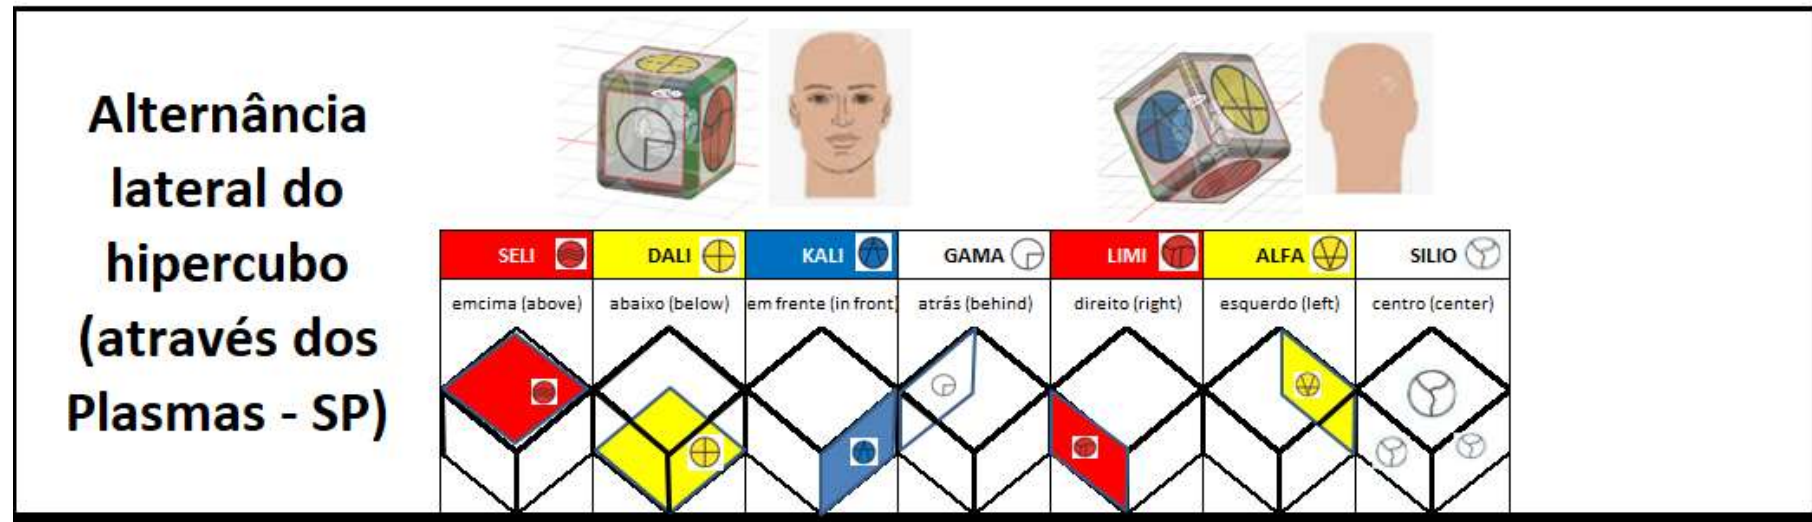 Alternância
lateral do
hipercubo
(através dos
Plasmas - SP)
SELI
DALI
KALI
GAMA
LIMI
ALFA
SILIO
emcima (above)
abaixo (below)
em frente (in front)
atrás (behind)
direito (right)
esquerdo (left)
centro (center)